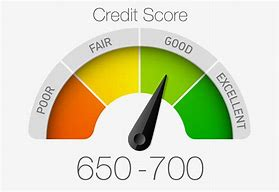 Credit Score
POOR
FAIR
GOOD
EXCELLENT
650 -700